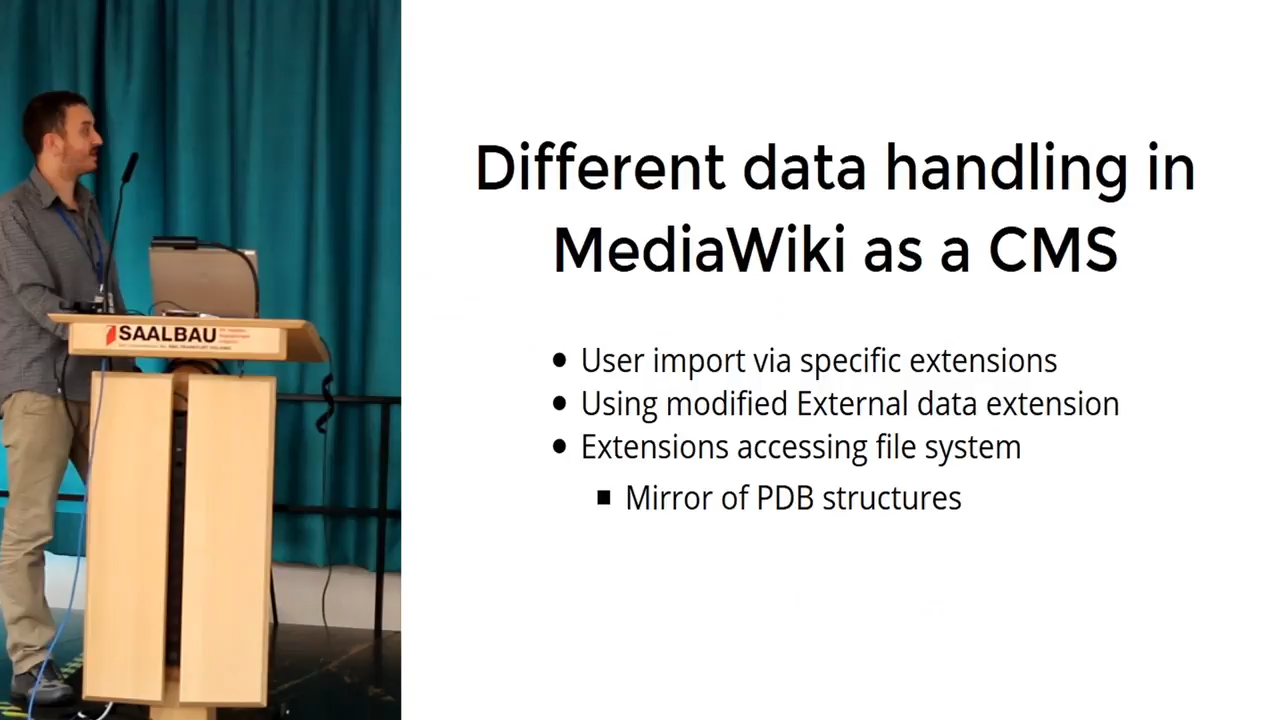 SAALBAU
Different data handling in
MediaWiki as a CMS
User import via specific extensions
Using modified External data extension
Extensions accessing file system
Mirror of PDB structures